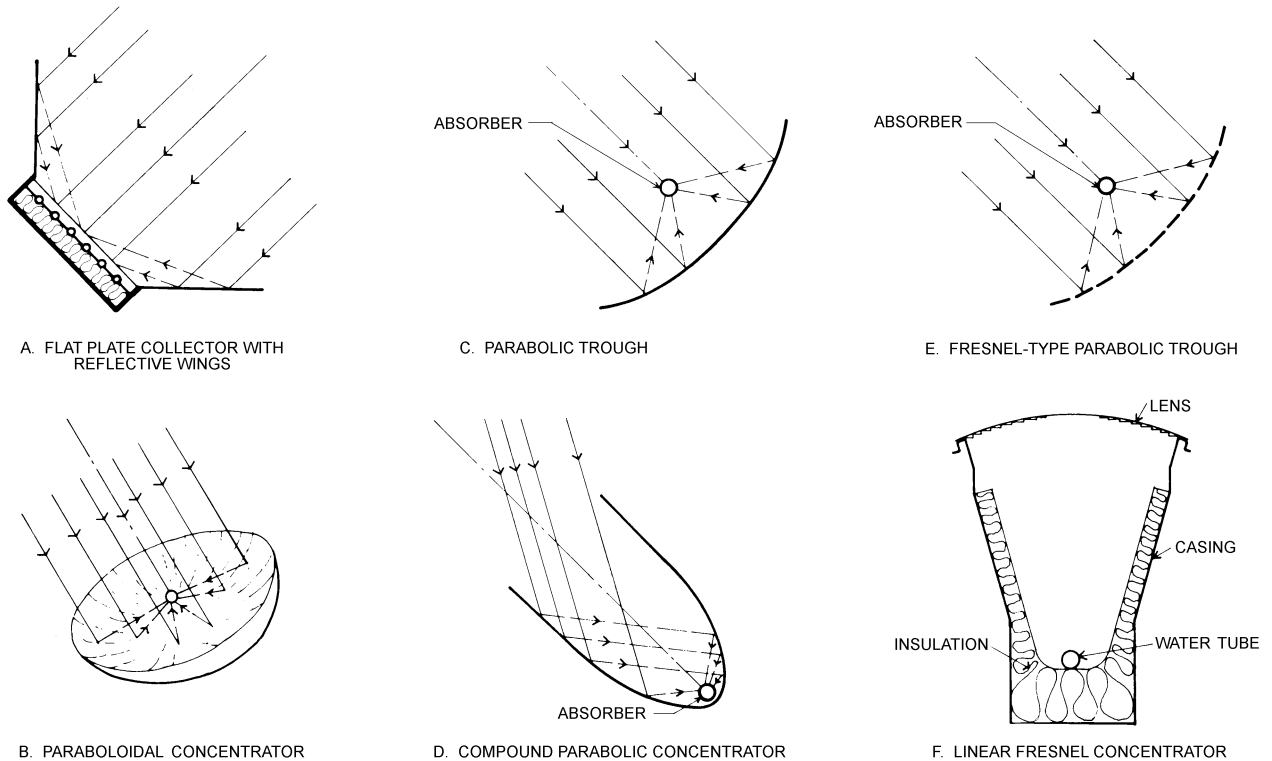 ABSORBER
ABSORBER
A. FLAT PLATE COLLECTOR WITH
REFLECTIVE WINGS
C. PARABOLIC TROUGH
E. FRESNEL-TYPE PARABOLIC TROUGH
LENS
CASING
INSULATION
WATER TUBE
ABSORBER
B. PARABOLOIDAL CONCENTRATOR
D. COMPOUND PARABOLIC CONCENTRATOR
F. LINEAR FRESNEL CONCENTRATOR